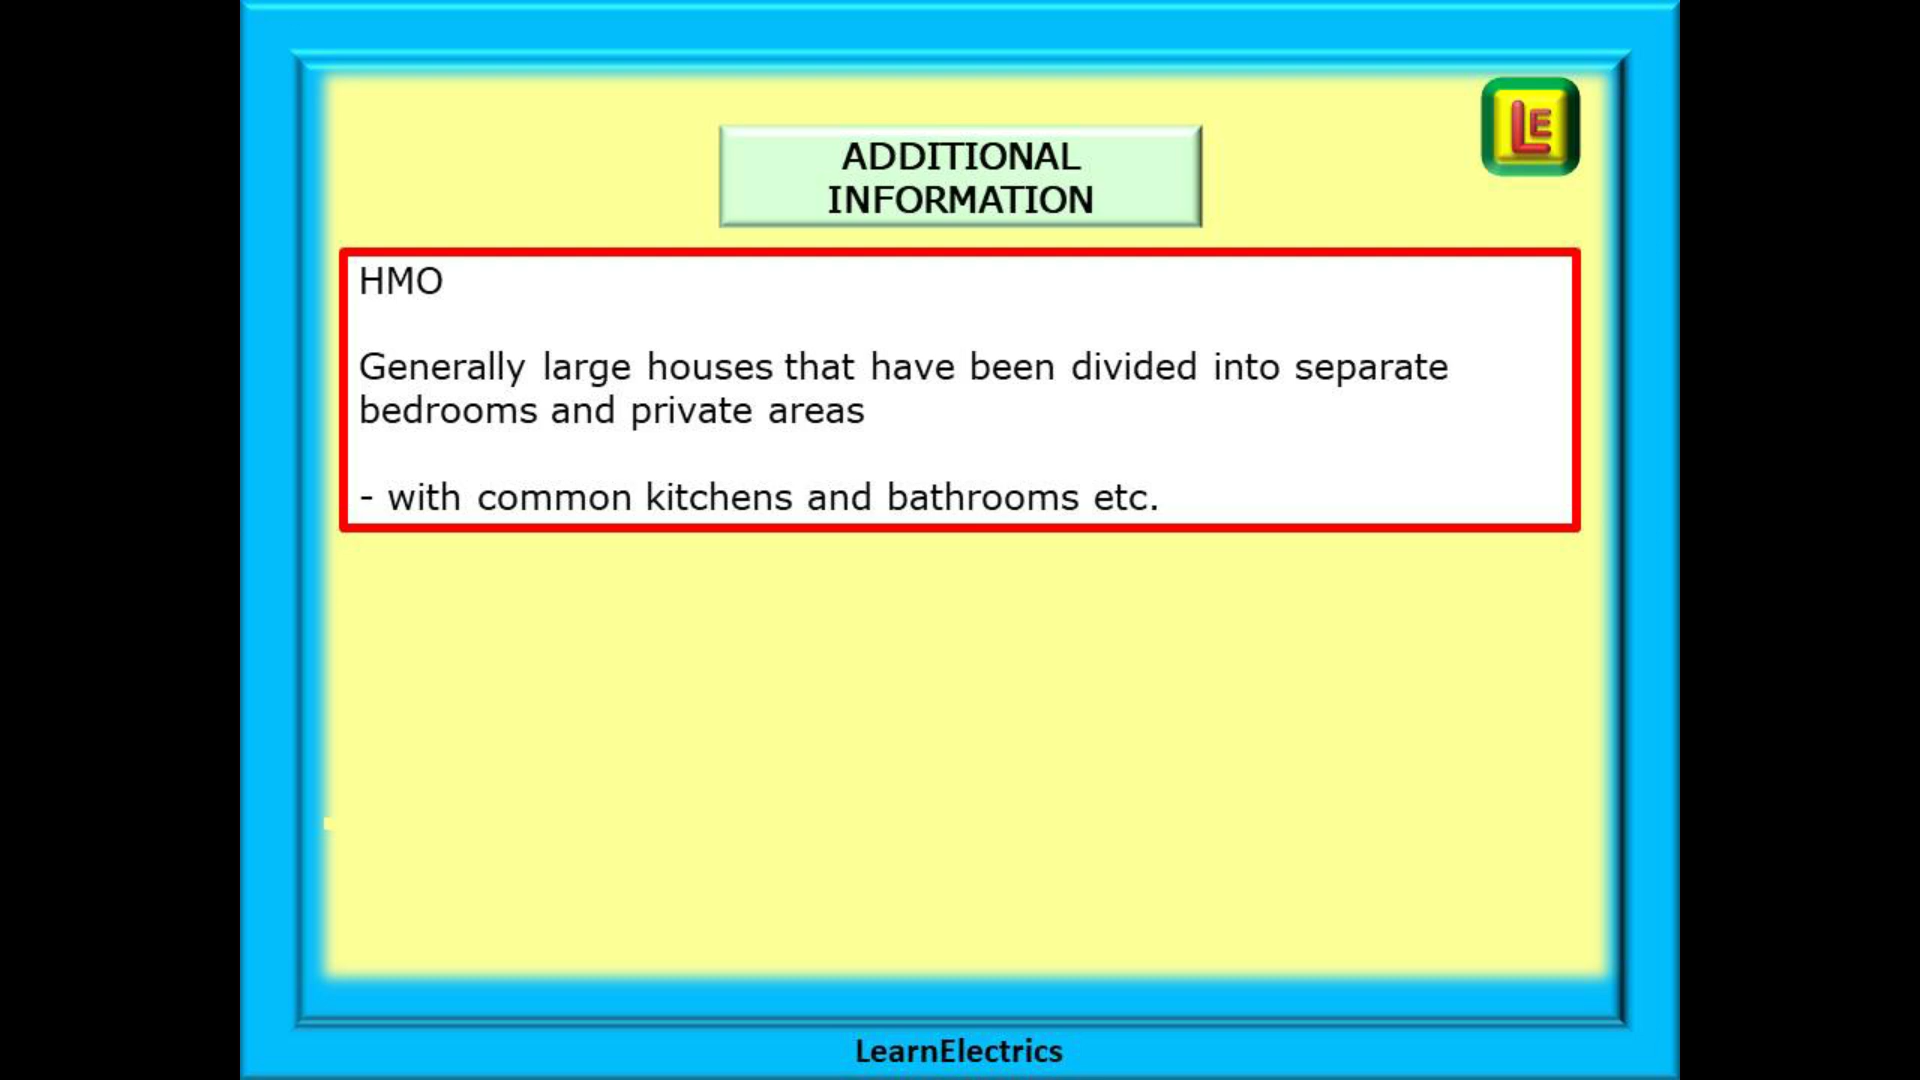 LE
ADDITIONAL
INFORMATION
HMO
Generally large houses that have been divided into separate
bedrooms and private areas
- with common kitchens and bathrooms etc.
LearnElectrics